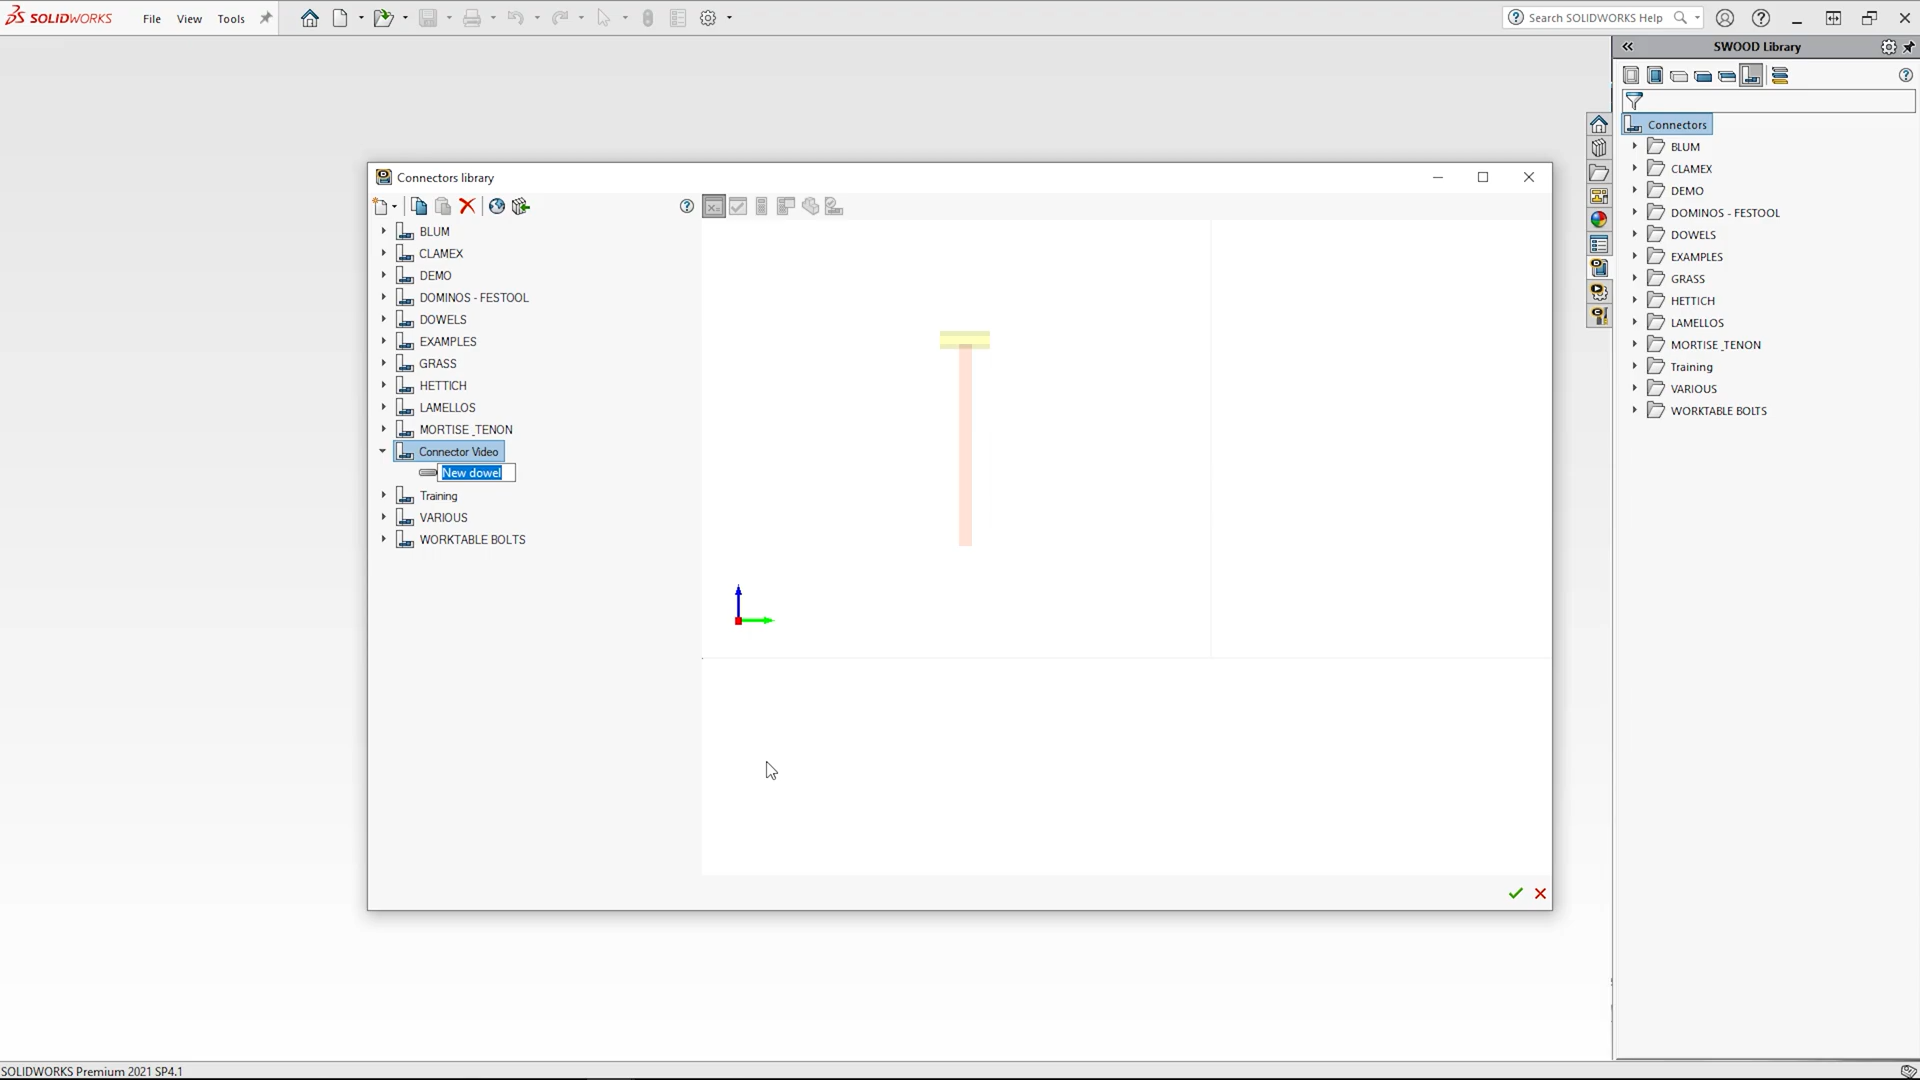 SOLIDWORKS
File View Tools
Search SOLIDWORKS Help
SWOOD Library
Connectors
BLUM
CLAMEX
DEMO
DOMINOS - FESTOOL
DOWELS
EXAMPLES
GRASS
HETTICH
LAMELLOS
MORTISE_TENON
Training
VARIOUS
WORKTABLE BOLTS
Connectors library
BLUM
CLAMEX
DEMO
DOMINOS - FESTOOL
DOWELS
EXAMPLES
GRASS
HETTICH
LAMELLOS
MORTISE_TENON
Connector Video
New dowel
Training
VARIOUS
WORKTABLE BOLTS
SOLIDWORKS Premium 2021 SP4.1